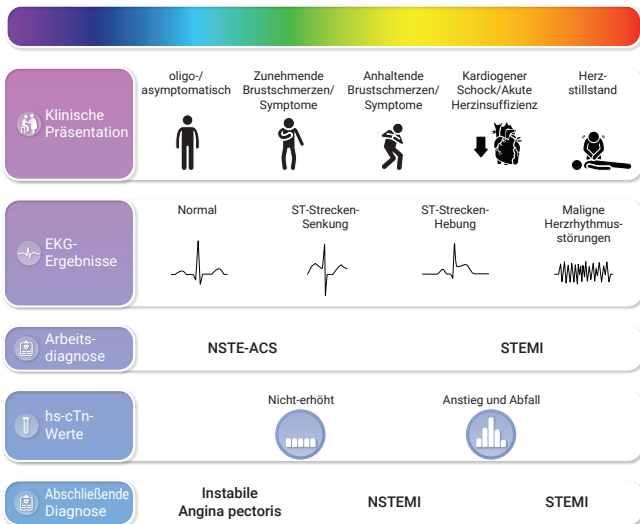 Klinische
Präsentation
oligo-/
asymptomatisch
Zunehmende
Brustschmerzen/
Symptome
Anhaltende
Brustschmerzen/
Symptome
Kardiogener
Schock/Akute
Herzinsuffizienz
Herz-
stillstand
EKG-
Ergebnisse
Normal
ST-Strecken-
Senkung
ST-Strecken-
Hebung
Maligne
Herzrhythmus-
störungen
Arbeits-
diagnose
NSTE-ACS
STEMI
hs-cTn-
Werte
Nicht-erhöht
Anstieg und Abfall
Abschließende
Diagnose
Instabile
Angina pectoris
NSTEMI
STEMI